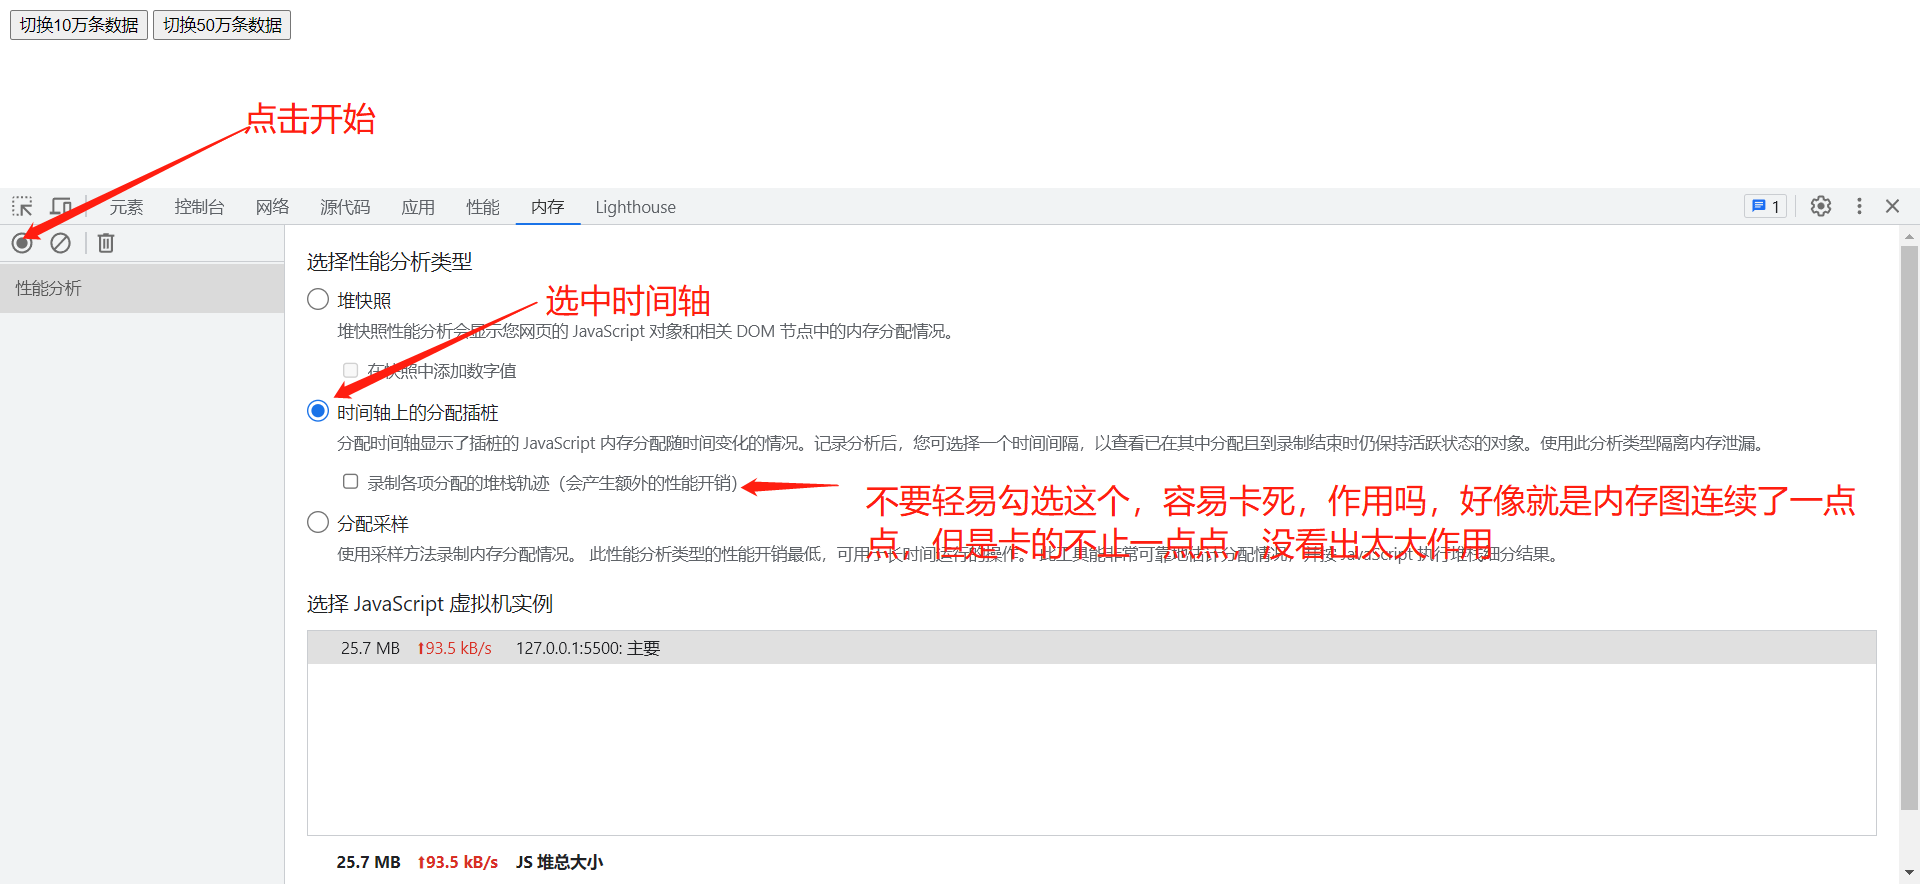 切换10万条数据 切换50万条数据
点击开始
元素 控制台 网络 源代码 应用 性能 内存 Lighthouse 1
性能分析
选择性能分析类型
堆快照
选中时间轴
堆快照性能分析会显示您网页的 JavaScript 对象和相关 DOM 节点中的内存分配情况。
在快照中添加数字值
时间轴上的分配插桩
分配时间轴显示了插桩的 JavaScript 内存分配随时间变化的情况。记录分析后，您可选择一个时间间隔，以查看已在其中分配且到录制结束时仍保持活跃状态的对象。使用此分析类型隔离内存泄漏。
录制各项分配的堆栈轨迹（会产生额外的性能开销）
不要轻易勾选这个，容易卡死，作用吗，好像就是内存图连续了一点
点，但是卡的不止一点点，没看出太大作用
分配采样
使用采样方法录制内存分配情况。此性能分析类型的性能开销最低，可用于长时间运行的操作。此工具能非常可靠地估计分配情况，并按 JavaScript 执行堆栈细分结果。
选择 JavaScript 虚拟机实例
25.7 MB ↑93.5 kB/s 127.0.0.1:5500: 主要
25.7 MB ↑93.5 kB/s JS 堆总大小